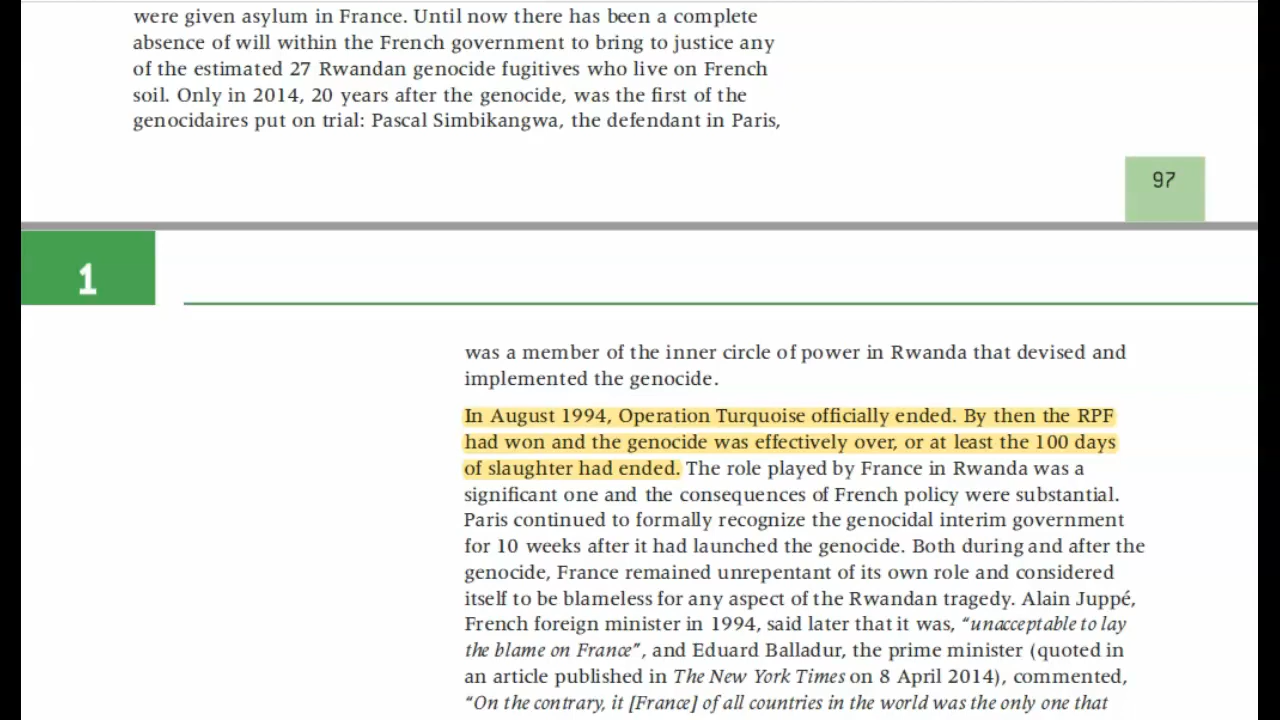 were given asylum in France. Until now there has been a complete
absence of will within the French government to bring to justice any
of the estimated 27 Rwandan genocide fugitives who live on French
soil. Only in 2014, 20 years after the genocide, was the first of the
genocidaires put on trial: Pascal Simbikangwa, the defendant in Paris,
97
1
was a member of the inner circle of power in Rwanda that devised and
implemented the genocide.
In August 1994, Operation Turquoise officially ended. By then the RPF
had won and the genocide was effectively over, or at least the 100 days
of slaughter had ended. The role played by France in Rwanda was a
significant one and the consequences of French policy were substantial.
Paris continued to formally recognize the genocidal interim government
for 10 weeks after it had launched the genocide. Both during and after the
genocide, France remained unrepentant of its own role and considered
itself to be blameless for any aspect of the Rwandan tragedy. Alain Juppé,
French foreign minister in 1994, said later that it was, “unacceptable to lay
the blame on France”, and Eduard Balladur, the prime minister (quoted in
an article published in The New York Times on 8 April 2014), commented,
“On the contrary, it [France] of all countries in the world was the only one that